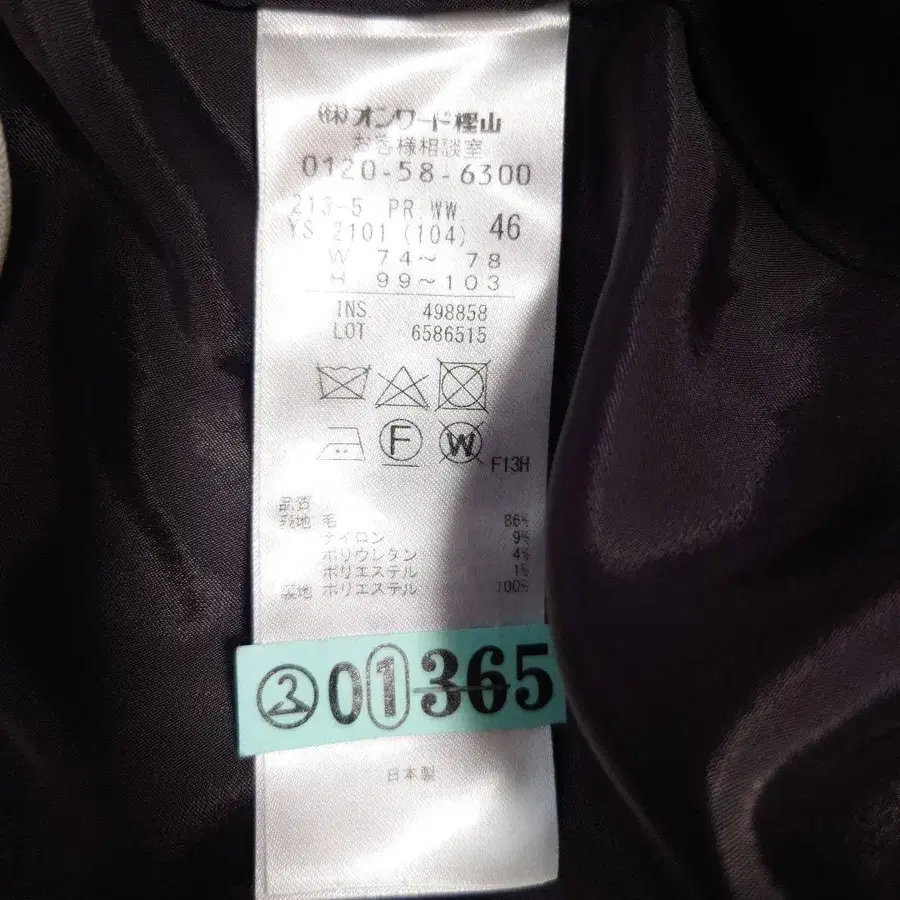 (株)オンワード樫山
お客様相談室
0120-58-6300
213-5 PR.WW.
YS 2101 (104) 46
W 74～ 78
H 99～103
INS 498858
LOT 6586515
F
W
F13H
品質
表地 毛 86%
ナイロン 9%
ポリウレタン 4%
ポリエステル 1%
裏地 ポリエステル 100%
3 01365
日本製